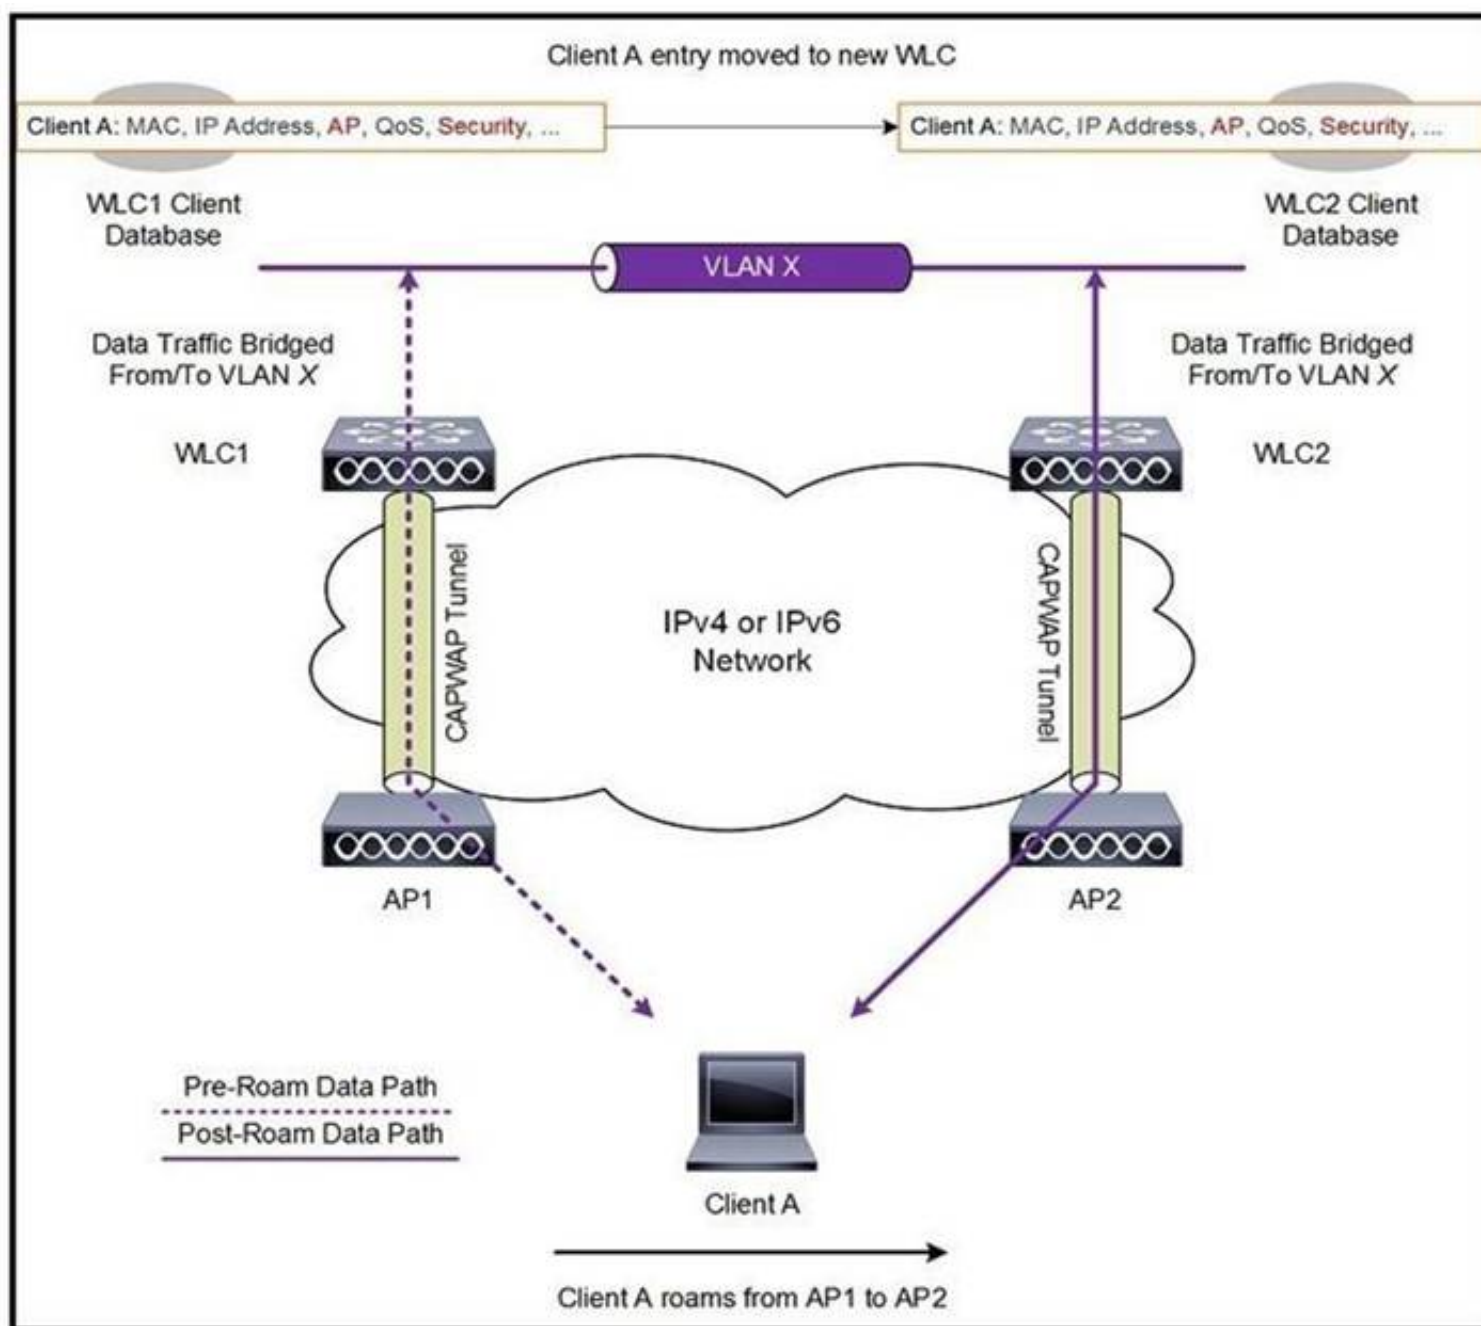 Client A entry moved to new WLC
Client A: MAC, IP Address, AP, QoS, Security, ...
Client A: MAC, IP Address, AP, QoS, Security, ...
WLC1 Client
Database
WLC2 Client
Database
VLAN X
Data Traffic Bridged
From/To VLAN X
Data Traffic Bridged
From/To VLAN X
WLC1
WLC2
CAPWAP Tunnel
IPv4 or IPv6
Network
CAPWAP Tunnel
AP1
AP2
Pre-Roam Data Path
Post-Roam Data Path
Client A
Client A roams from AP1 to AP2